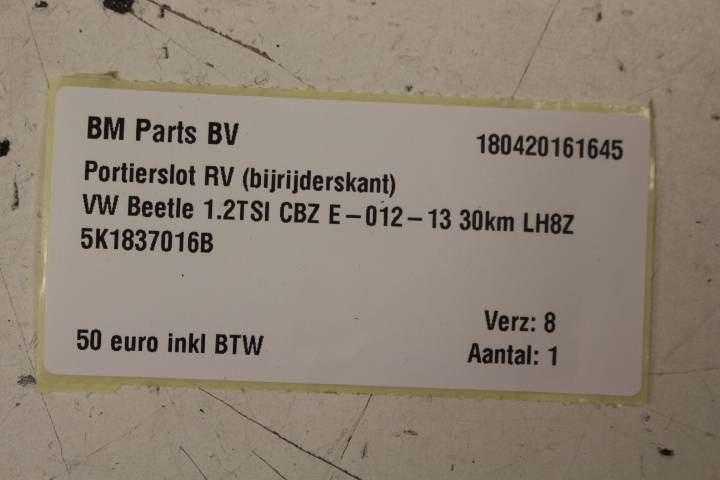 BM Parts BV
180420161645
Portierslot RV (bijrijderskant)
VW Beetle 1.2TSI CBZ E-012-13 30km LH8Z
5K1837016B
Verz: 8
50 euro inkl BTW
Aantal: 1